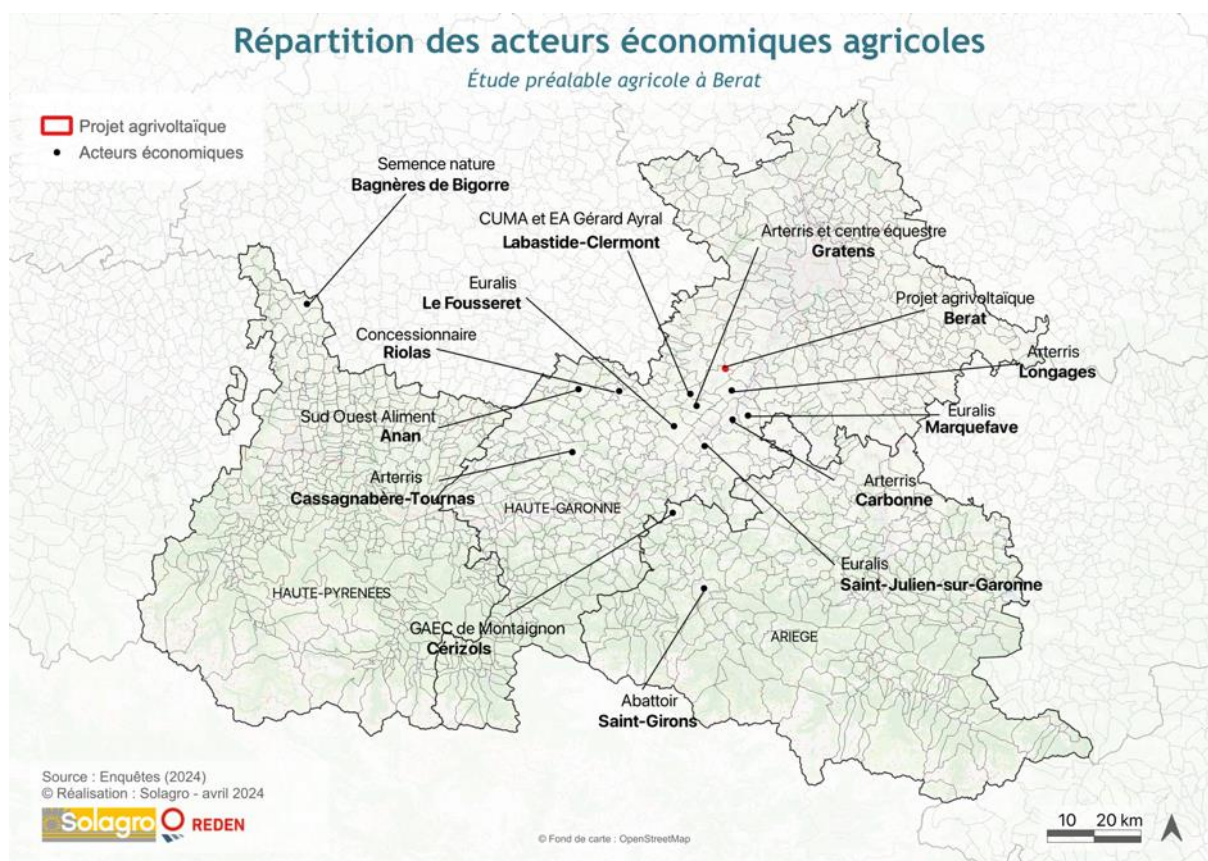 Répartition des acteurs économiques agricoles
Étude préalable agricole à Berat
Projet agrivoltaïque
Acteurs économiques
Semence nature
Bagnères de Bigorre
CUMA et EA Gérard Ayral
Labastide-Clermont
Arterris et centre équestre
Gratens
Euralis
Le Fousseret
Projet agrivoltaïque
Berat
Concessionnaire
Riolas
Arterris
Longages
Sud Ouest Aliment
Anan
Euralis
Marquefave
Arterris
Cassagnabère-Tournas
Arterris
Carbonne
HAUTE-GARONNE
Euralis
Saint-Julien-sur-Garonne
HAUTE-PYRENEES
GAEC de Montaignon
Cérizols
ARIEGE
Abattoir
Saint-Girons
Source : Enquêtes (2024)
© Réalisation : Solagro - avril 2024
Solagro
REDEN
© Fond de carte : OpenStreetMap
10 20 km